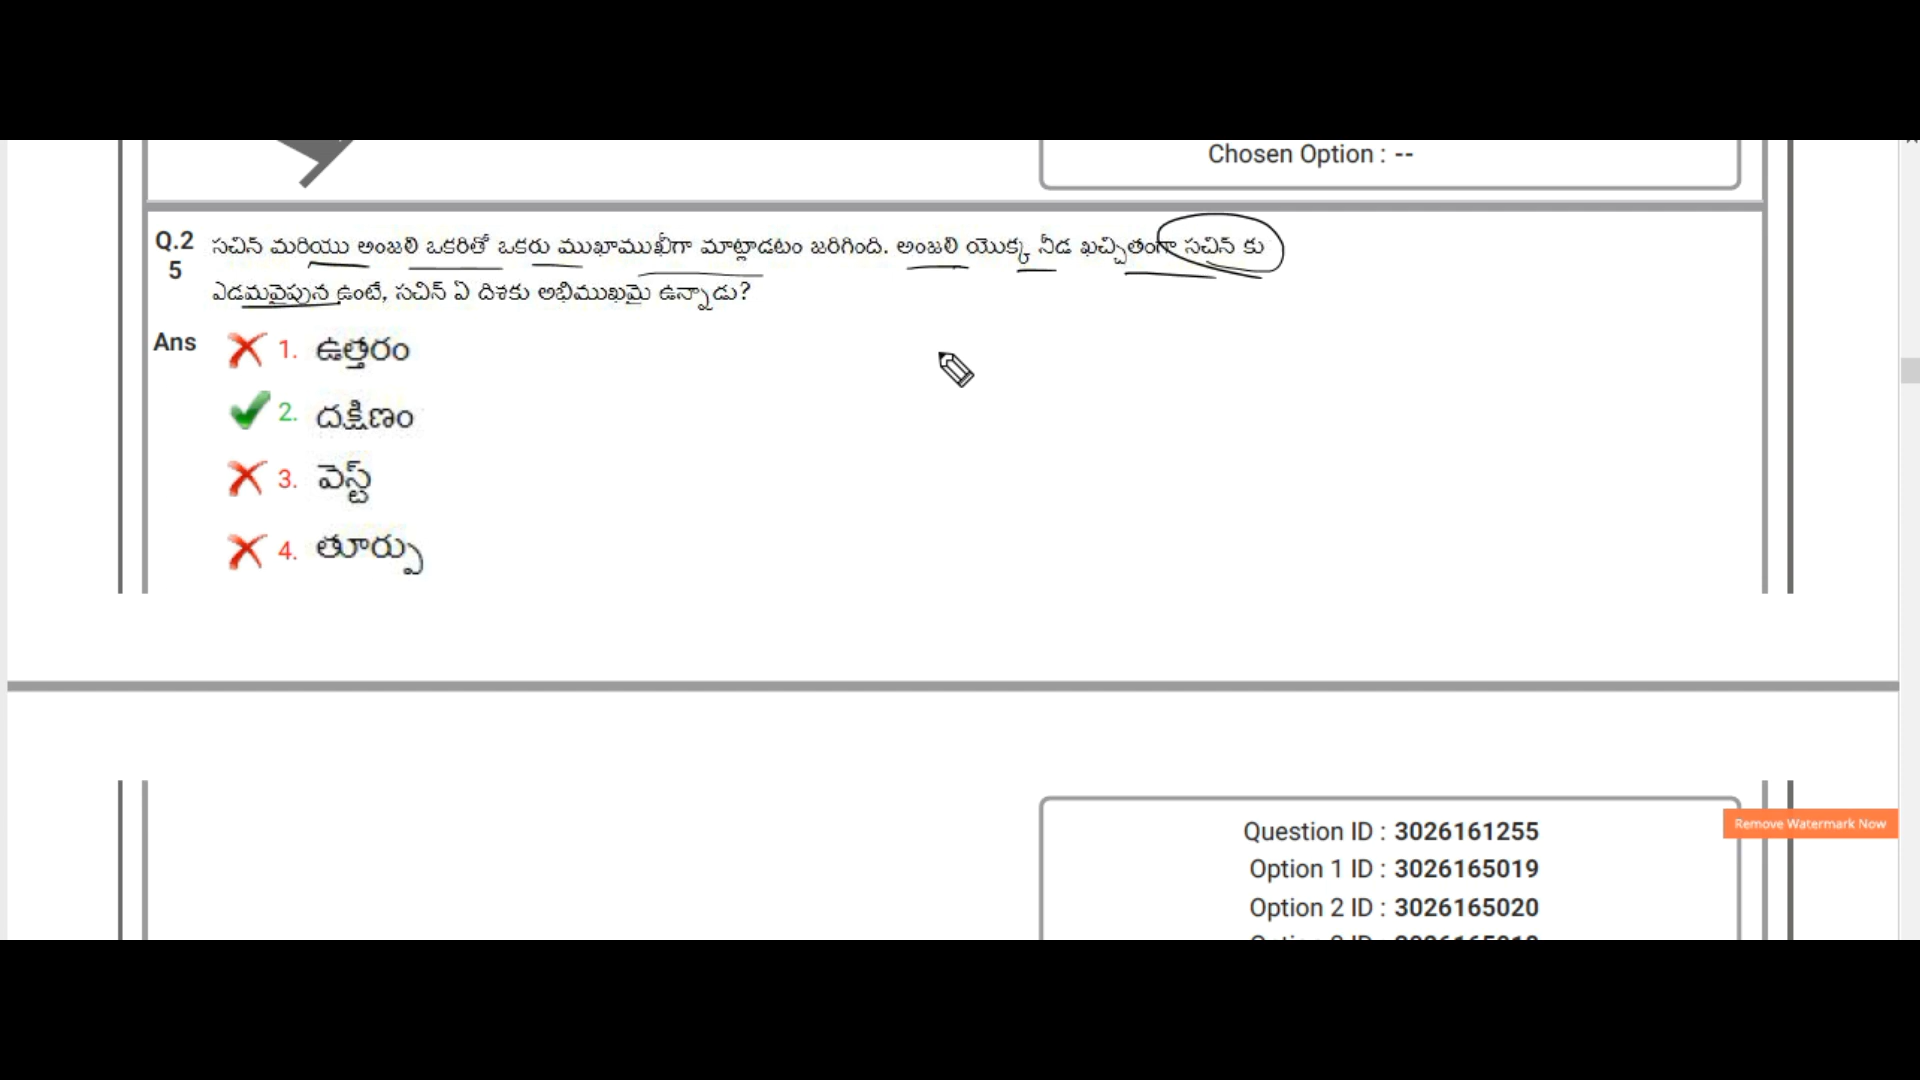 Chosen Option : --
Q.2 సచిన్ మరియు అంజలి ఒకరితో ఒకరు ముఖాముఖీగా మాట్లాడటం జరిగింది. అంజలి యొక్క నీడ ఖచ్చితంగా సచిన్ కు
5 ఎడమవైపున ఉంటే, సచిన్ ఏ దిశకు అభిముఖమై ఉన్నాడు?
Ans 1. ఉత్తరం
2. దక్షిణం
3. వెస్ట్
4. తూర్పు
Question ID : 3026161255
Remove Watermark Now
Option 1 ID : 3026165019
Option 2 ID : 3026165020